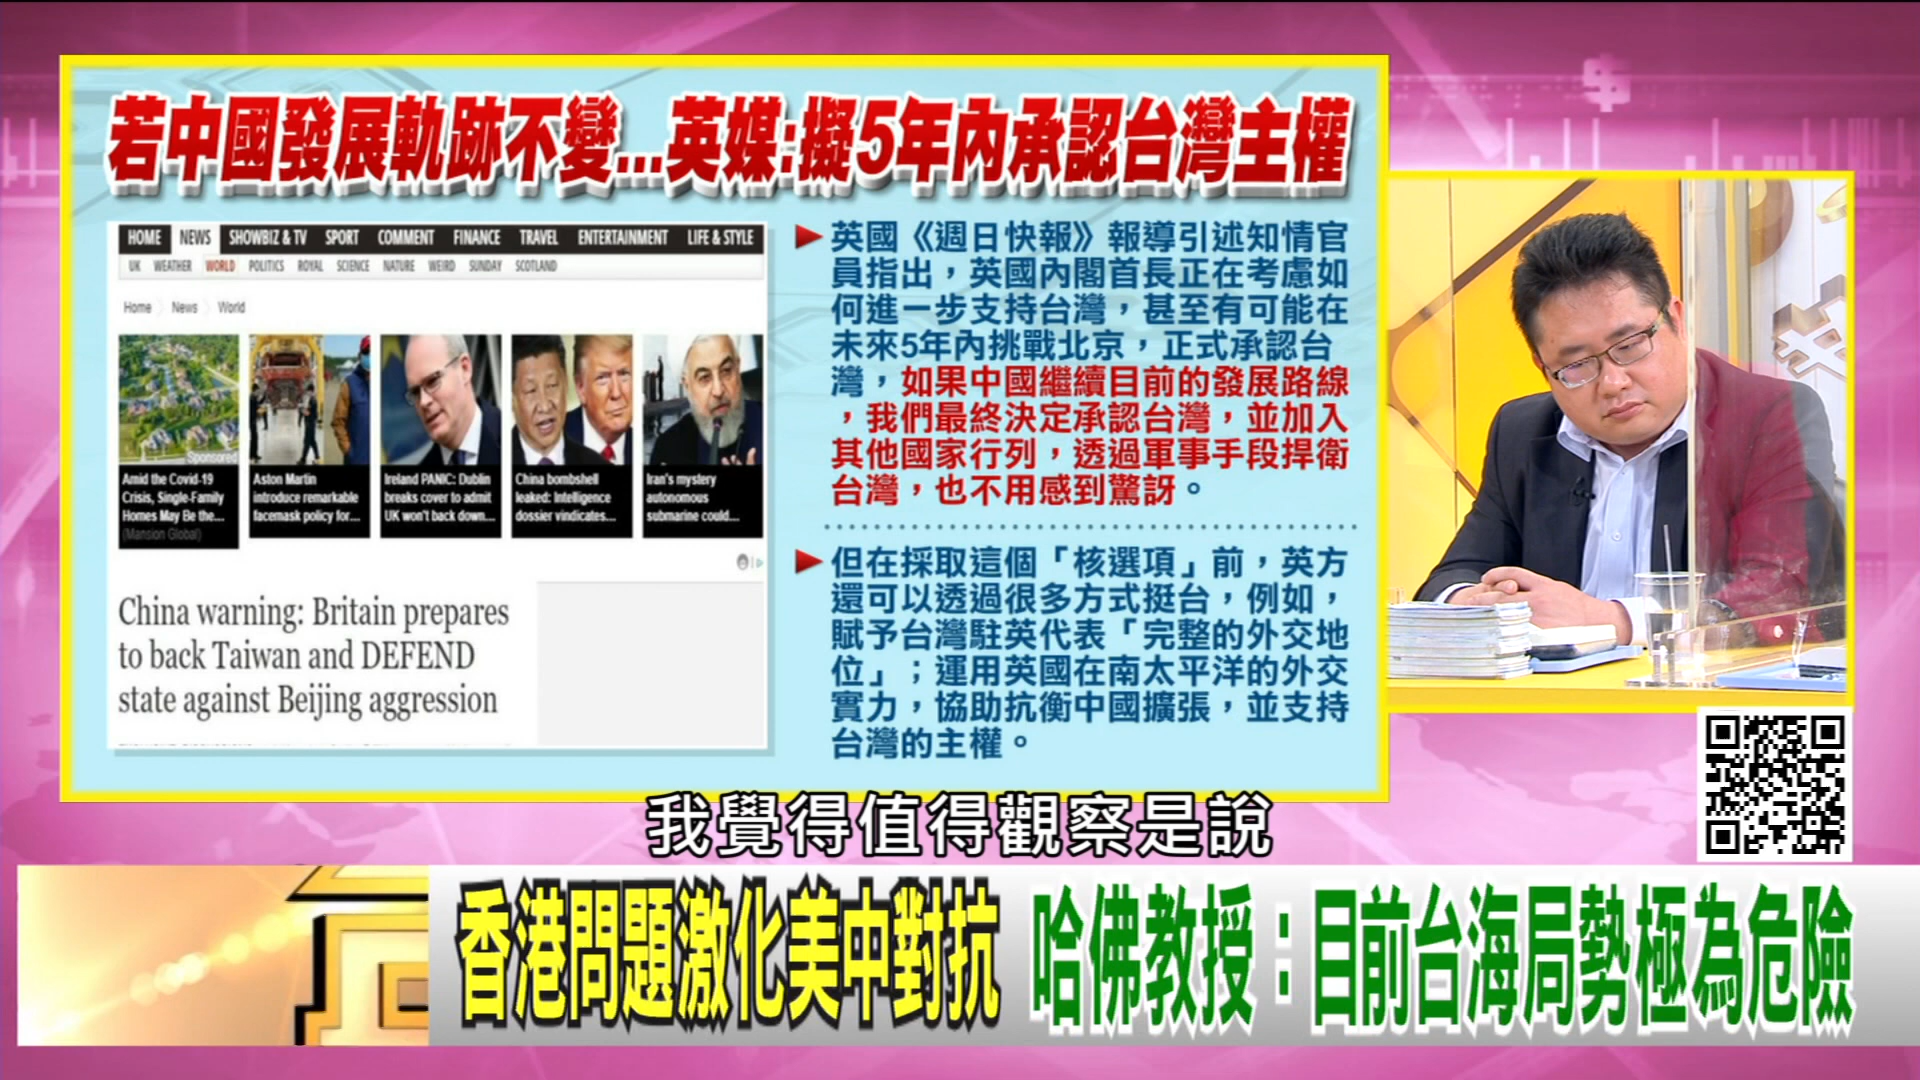 若中國發展軌跡不變...英媒:擬5年內承認台灣主權
HOME NEWS SHOWBIZ & TV SPORT COMMENT FINANCE TRAVEL ENTERTAINMENT LIFE & STYLE
UK WEATHER WORLD POLITICS ROYAL SCIENCE NATURE WEIRD SUNDAY SCOTLAND
Home News World
Sponsored
Amid the Covid-19
Crisis, Single-Family
Homes May Be the...
(Mansion Global)
Aston Martin
introduce remarkable
facemask policy for...
Ireland PANIC: Dublin
breaks cover to admit
UK won't back down...
China bombshell
leaked: Intelligence
dossier vindicates...
Iran's mystery
autonomous
submarine could...
China warning: Britain prepares
to back Taiwan and DEFEND
state against Beijing aggression
英國《週日快報》報導引述知情官
員指出，英國內閣首長正在考慮如
何進一步支持台灣，甚至有可能在
未來5年內挑戰北京，正式承認台
灣，如果中國繼續目前的發展路線
，我們最終決定承認台灣，並加入
其他國家行列，透過軍事手段捍衛
台灣，也不用感到驚訝。
但在採取這個「核選項」前，英方
還可以透過很多方式挺台，例如，
賦予台灣駐英代表「完整的外交地
位」；運用英國在南太平洋的外交
實力，協助抗衡中國擴張，並支持
台灣的主權。
我覺得值得觀察是說
香港問題激化美中對抗 哈佛教授：目前台海局勢極為危險